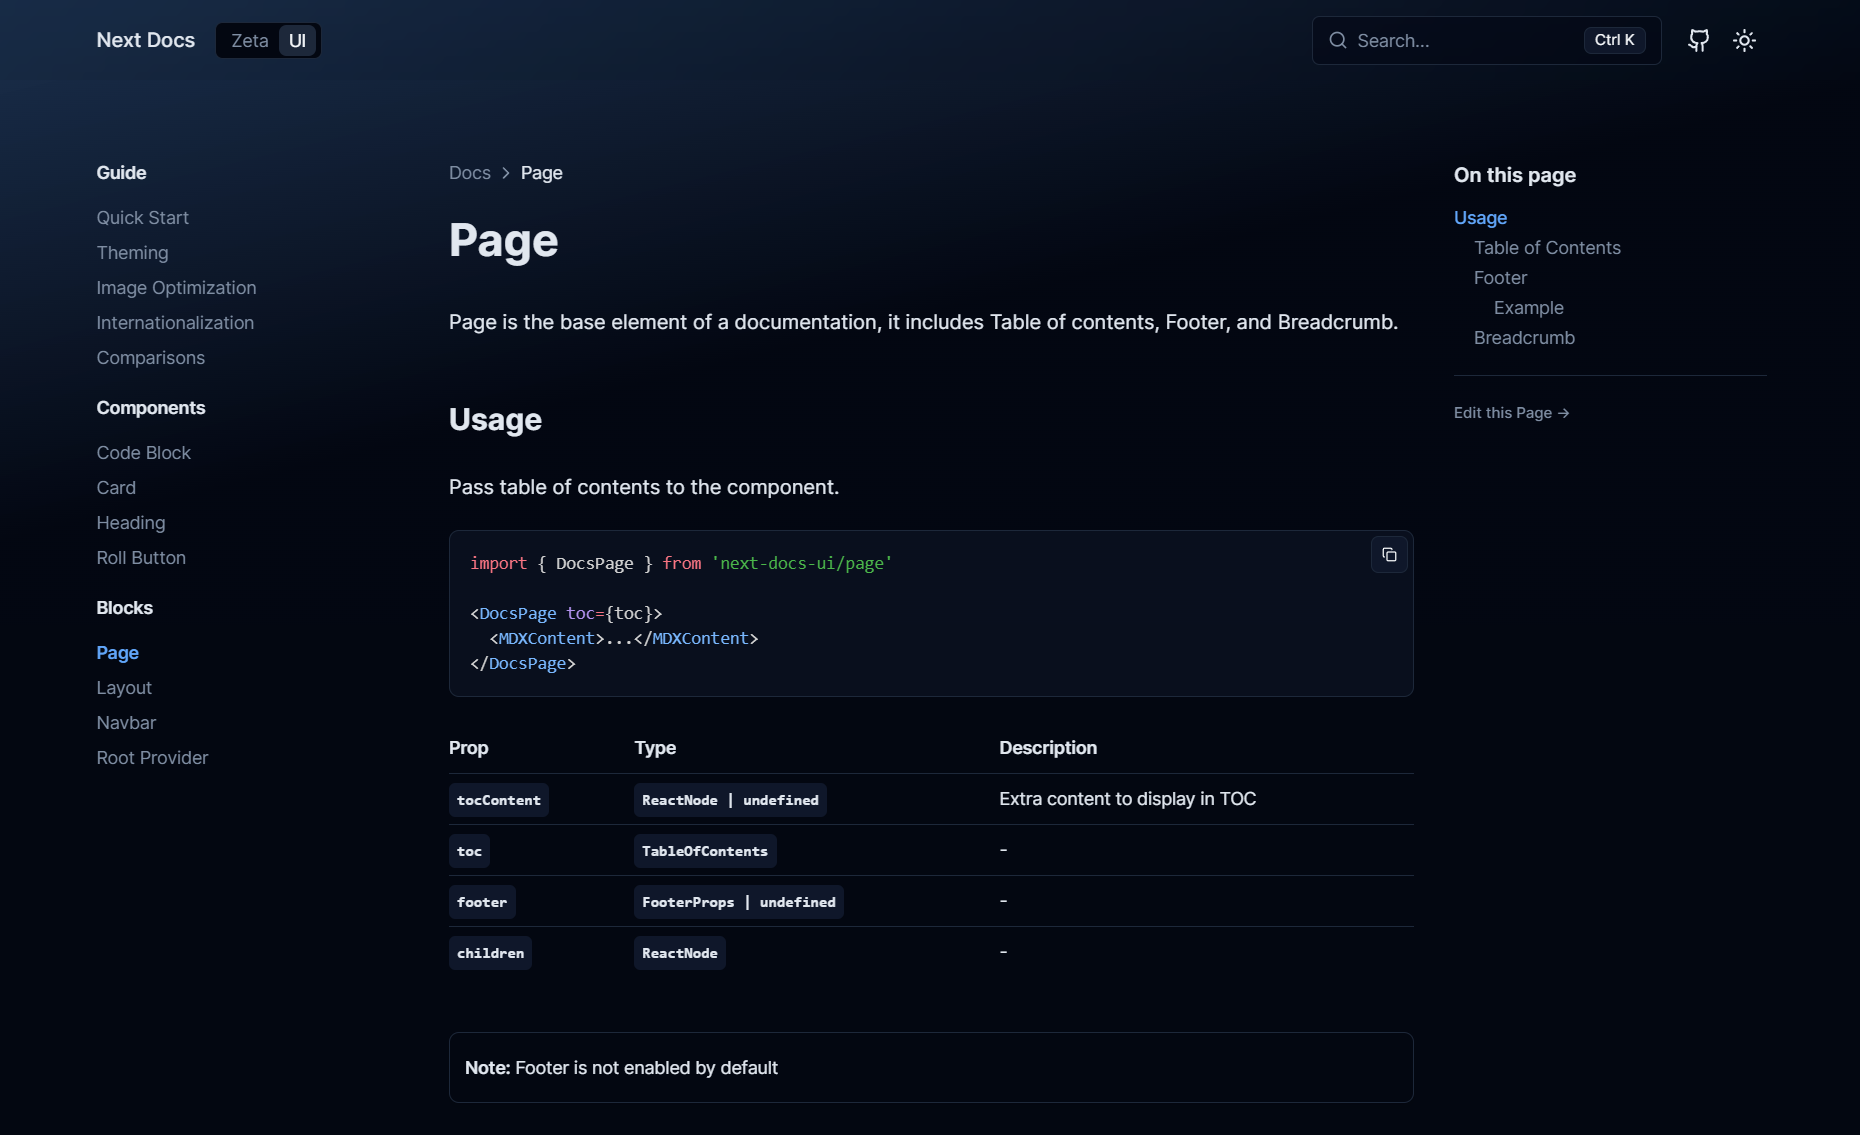 Next Docs
Zeta UI
Search...
Ctrl K
Guide
Quick Start
Theming
Image Optimization
Internationalization
Comparisons
Components
Code Block
Card
Heading
Roll Button
Blocks
Page
Layout
Navbar
Root Provider
Docs > Page
Page
Page is the base element of a documentation, it includes Table of contents, Footer, and Breadcrumb.
Usage
Pass table of contents to the component.
import { DocsPage } from 'next-docs-ui/page'
<DocsPage toc={toc}>
  <MDXContent>...</MDXContent>
</DocsPage>
Prop Type Description
tocContent ReactNode | undefined Extra content to display in TOC
toc TableOfContents -
footer FooterProps | undefined -
children ReactNode -
Note: Footer is not enabled by default
On this page
Usage
Table of Contents
Footer
Example
Breadcrumb
Edit this Page →